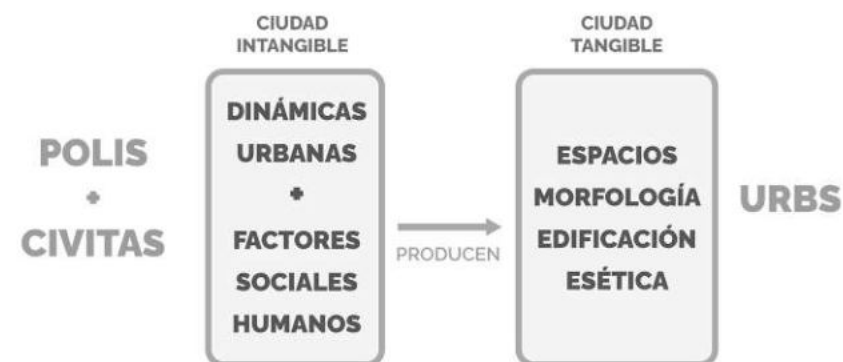 CIUDAD
INTANGIBLE
CIUDAD
TANGIBLE
POLIS
+
CIVITAS
DINÁMICAS
URBANAS
+
FACTORES
SOCIALES
HUMANOS
PRODUCEN
ESPACIOS
MORFOLOGÍA
EDIFICACIÓN
ESÉTICA
URBS